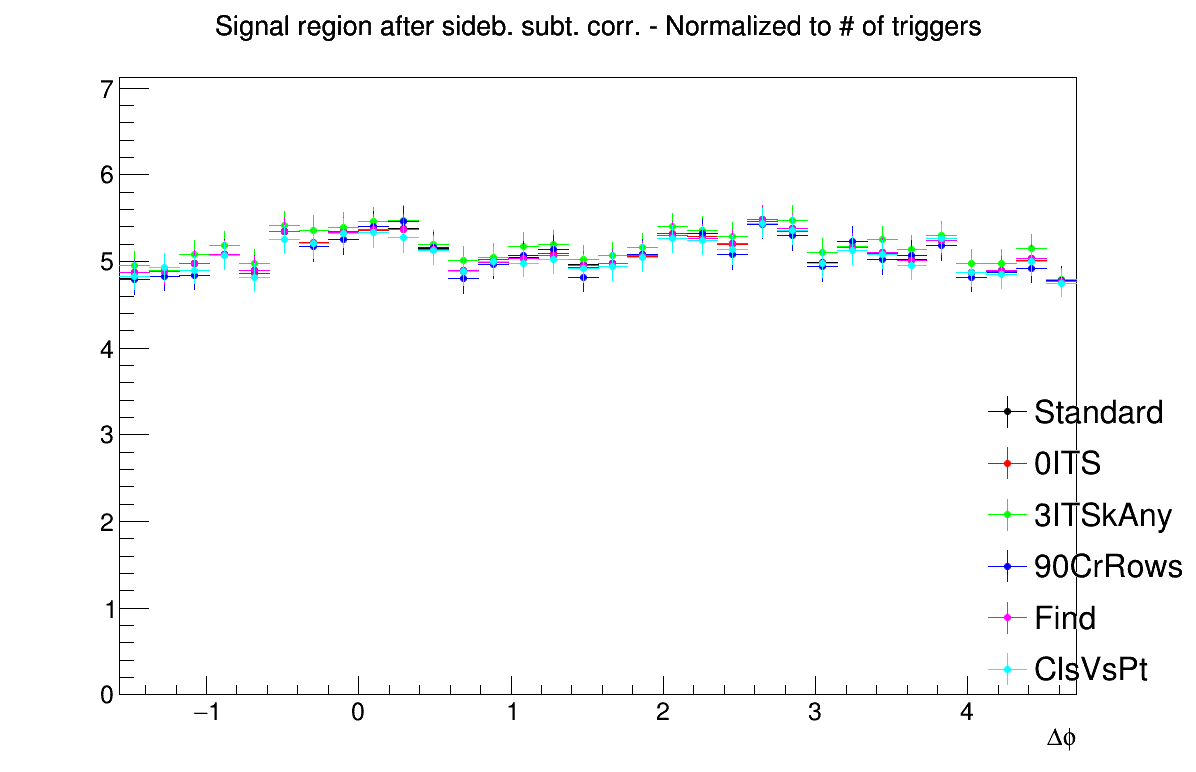 Signal region after sideb. subt. corr. - Normalized to # of triggers
7
6
5
4
3
2
1
0
Standard
0ITS
3ITSkAny
90CrRows
Find
ClsVsPt
−1 0 1 2 3 4
Δϕ